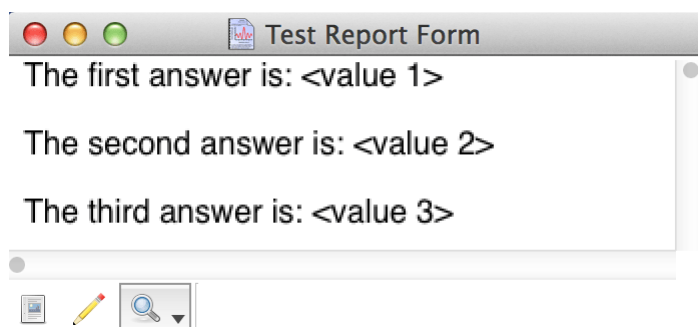 Test Report Form
The first answer is: <value 1>
The second answer is: <value 2>
The third answer is: <value 3>